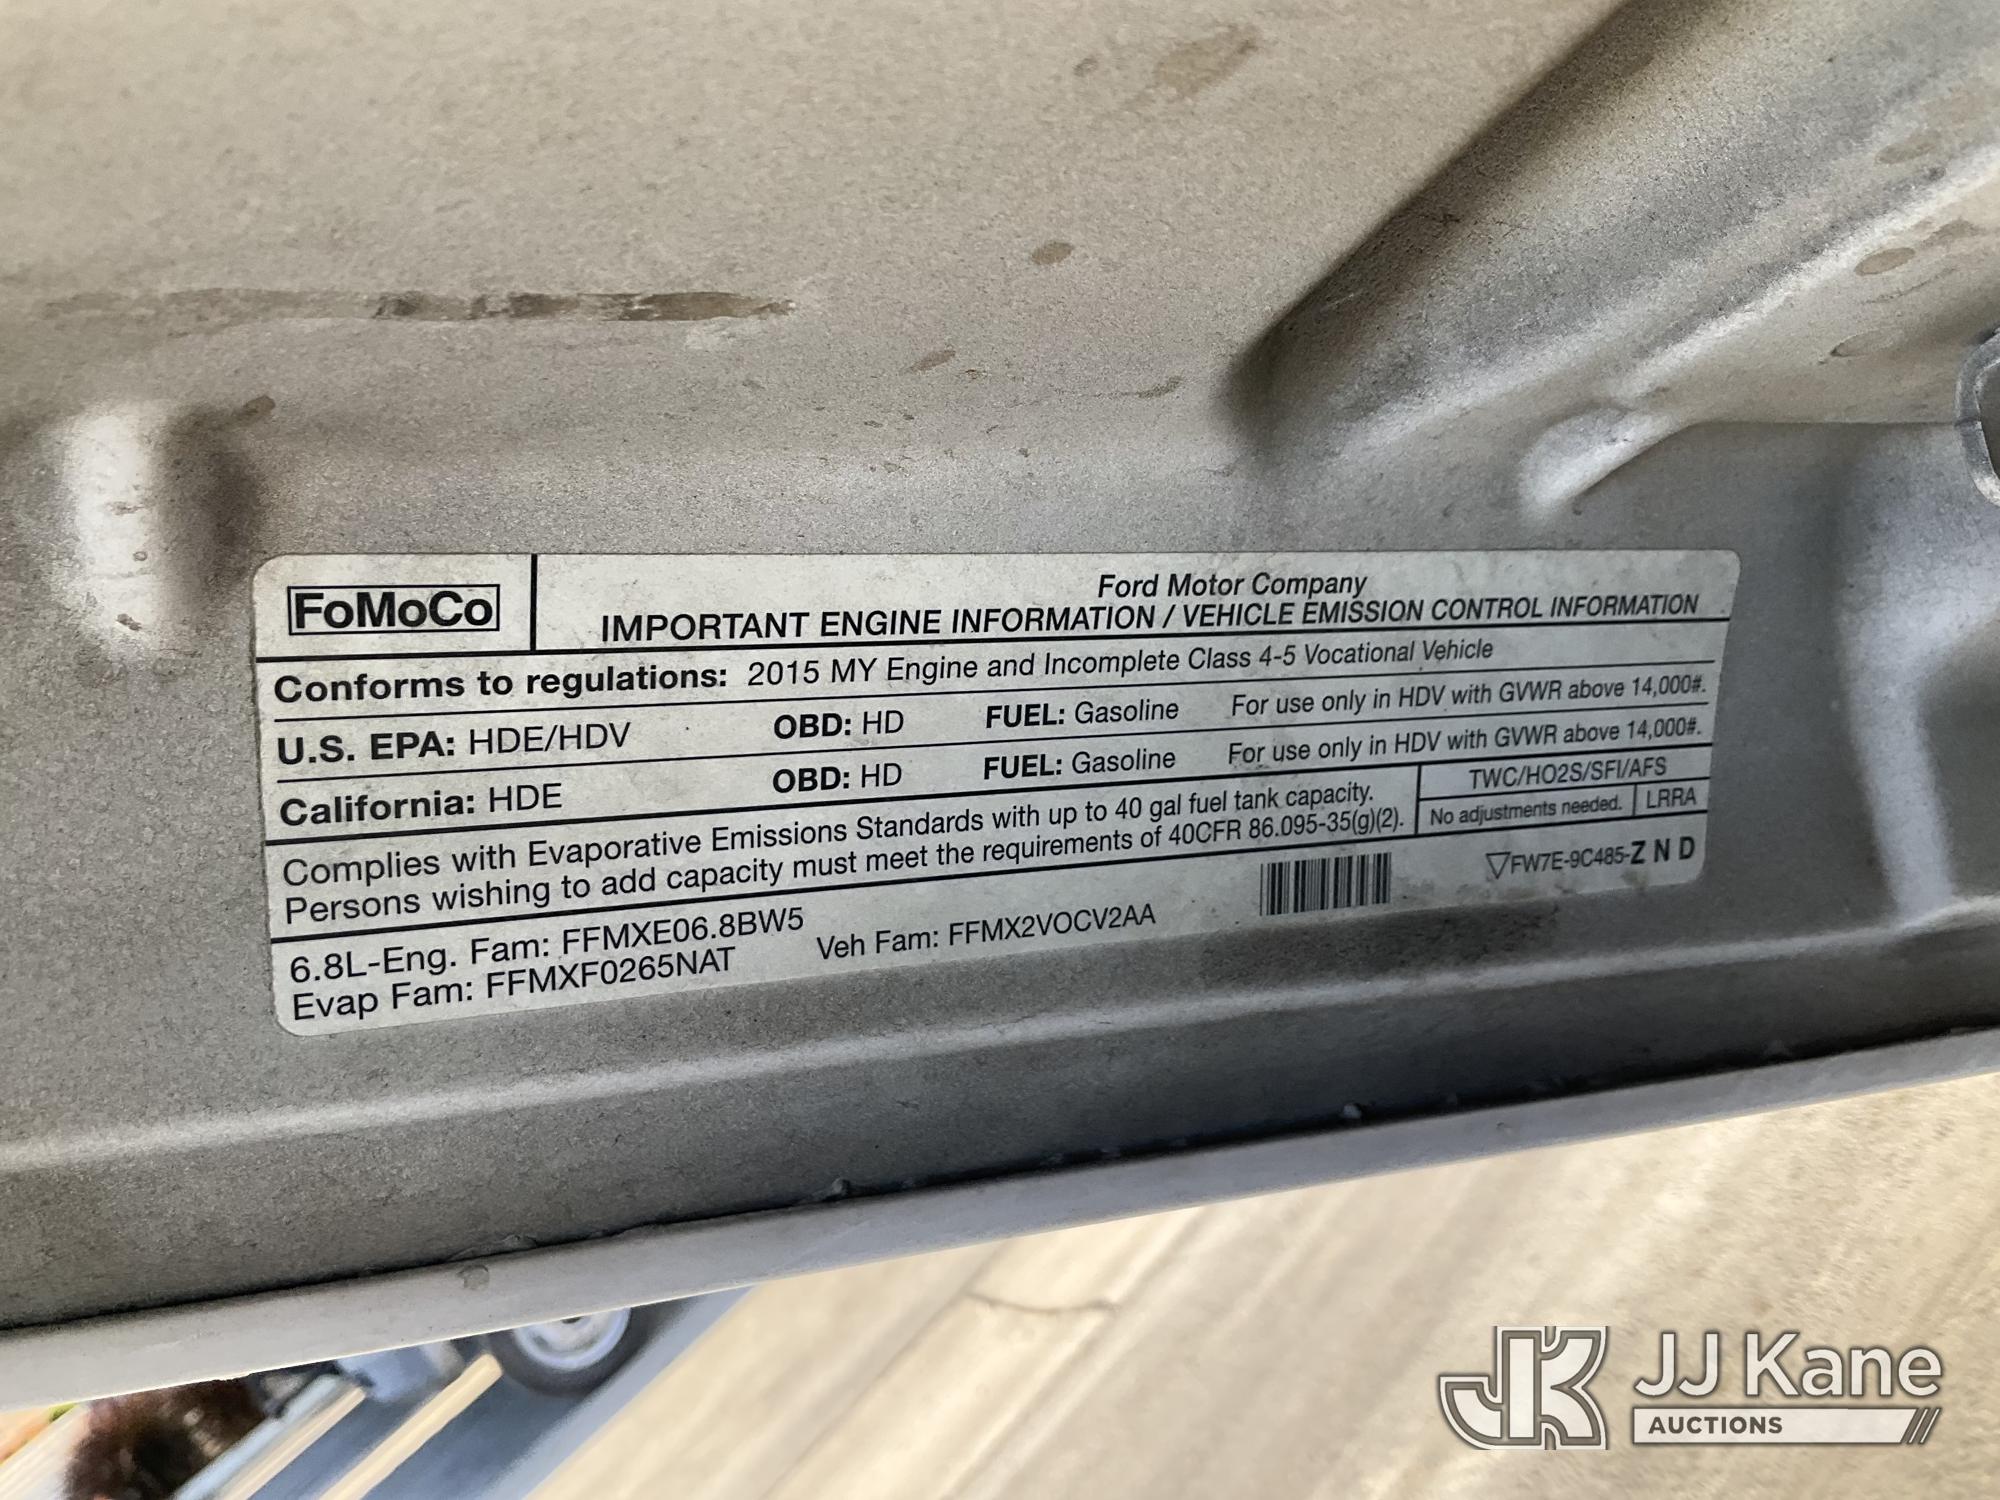 FoMoCo
Ford Motor Company
IMPORTANT ENGINE INFORMATION / VEHICLE EMISSION CONTROL INFORMATION
Conforms to regulations: 2015 MY Engine and Incomplete Class 4-5 Vocational Vehicle
U.S. EPA: HDE/HDV OBD: HD FUEL: Gasoline For use only in HDV with GVWR above 14,000#.
California: HDE OBD: HD FUEL: Gasoline For use only in HDV with GVWR above 14,000#.
Complies with Evaporative Emissions Standards with up to 40 gal fuel tank capacity.
Persons wishing to add capacity must meet the requirements of 40CFR 86.095-35(g)(2).
TWC/HO2S/SFI/AFS
No adjustments needed. LRRA
6.8L-Eng. Fam: FFMXE06.8BW5
Evap Fam: FFMXF0265NAT
Veh Fam: FFMX2VOCV2AA
FW7E-9C485-Z N D
JK JJ Kane
AUCTIONS